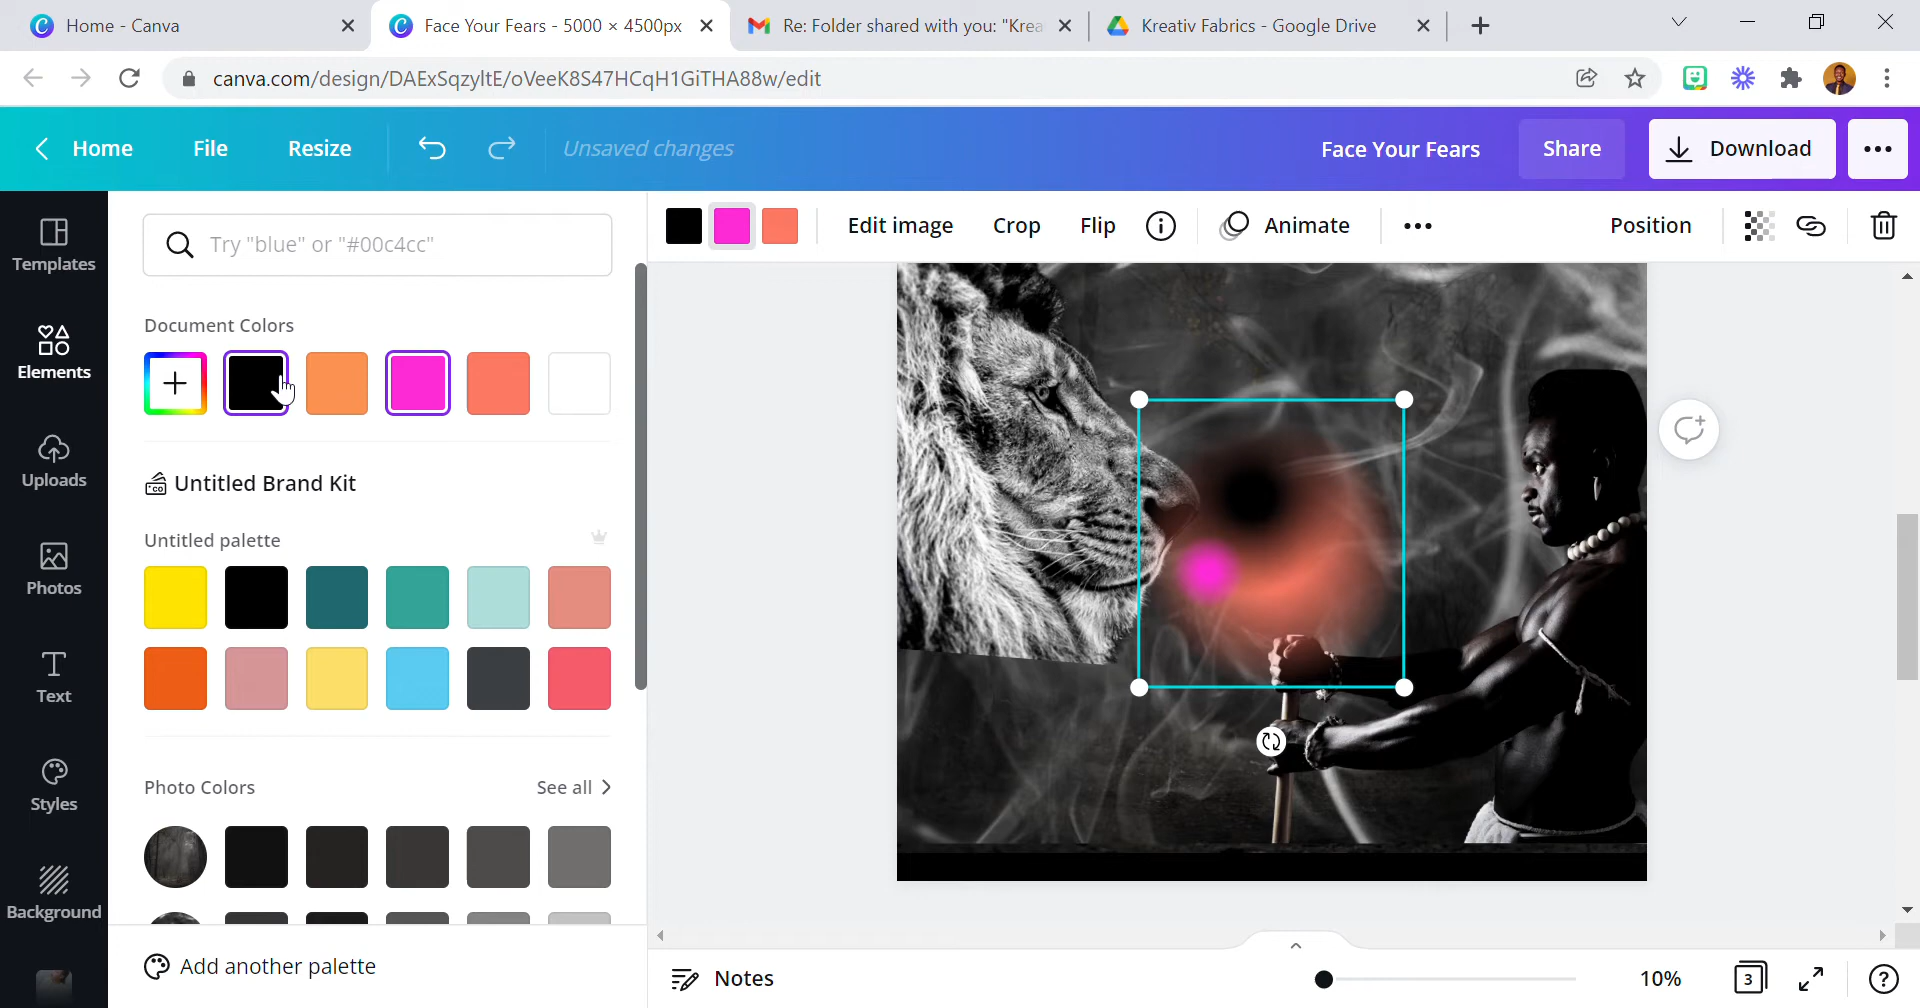 Home - Canva
Face Your Fears - 5000 × 4500px
Re: Folder shared with you: "Krea
Kreativ Fabrics - Google Drive
canva.com/design/DAExSqzyltE/oVeeK8S47HCqH1GiTHA88w/edit
Home
File
Resize
Unsaved changes
Face Your Fears
Share
Download
Templates
Elements
Uploads
Photos
Text
Styles
Background
Try "blue" or "#00c4cc"
Edit image
Crop
Flip
Animate
Position
Document Colors
CO
Untitled Brand Kit
Untitled palette
Photo Colors
See all
Add another palette
Notes
10%
3